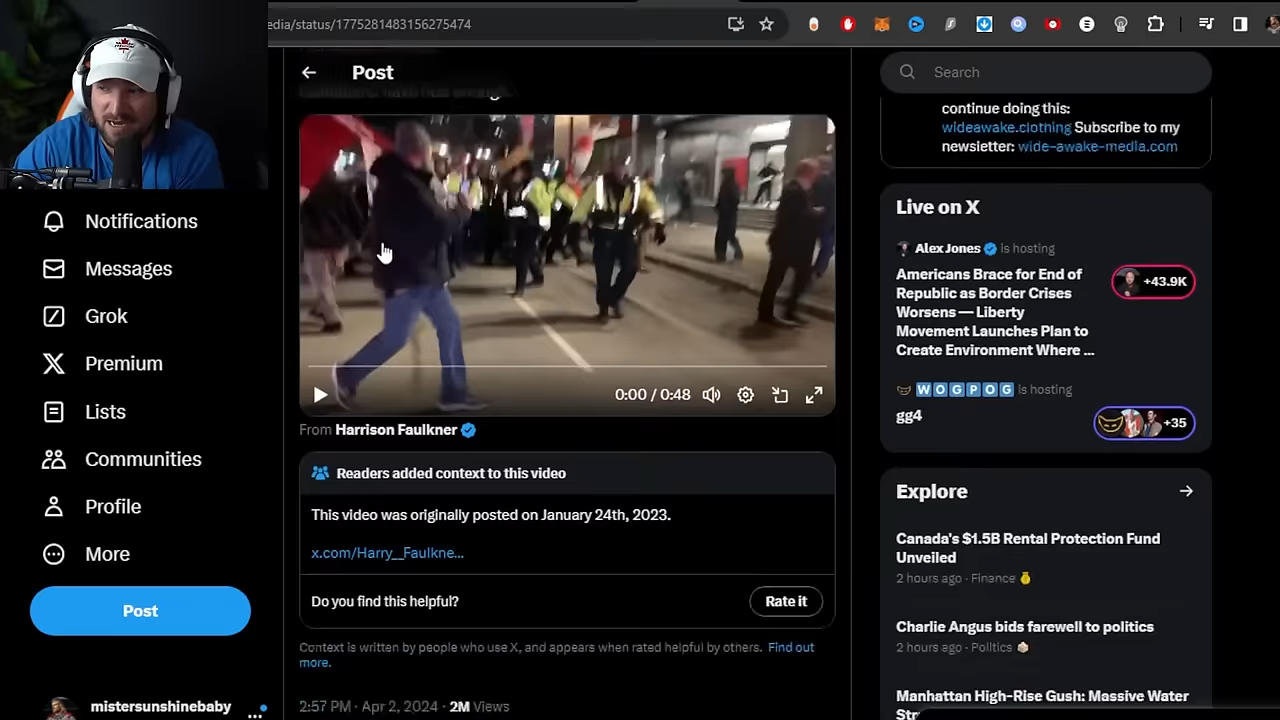 edia/status/1775281483156275474
Post
Search
continue doing this:
wideawake.clothing Subscribe to my
newsletter: wide-awake-media.com
Notifications
Messages
Grok
Premium
Lists
Communities
Profile
More
Post
mistersunshinebaby
0:00 / 0:48
From Harrison Faulkner
Readers added context to this video
This video was originally posted on January 24th, 2023.
x.com/Harry__Faulkne...
Do you find this helpful?
Rate it
Context is written by people who use X, and appears when rated helpful by others. Find out
more.
2:57 PM · Apr 2, 2024 · 2M Views
Live on X
Alex Jones is hosting
Americans Brace for End of
Republic as Border Crises
Worsens — Liberty
Movement Launches Plan to
Create Environment Where ...
+43.9K
WOGPOG is hosting
gg4
+35
Explore
Canada's $1.5B Rental Protection Fund
Unveiled
2 hours ago · Finance
Charlie Angus bids farewell to politics
2 hours ago · Politics
Manhattan High-Rise Gush: Massive Water